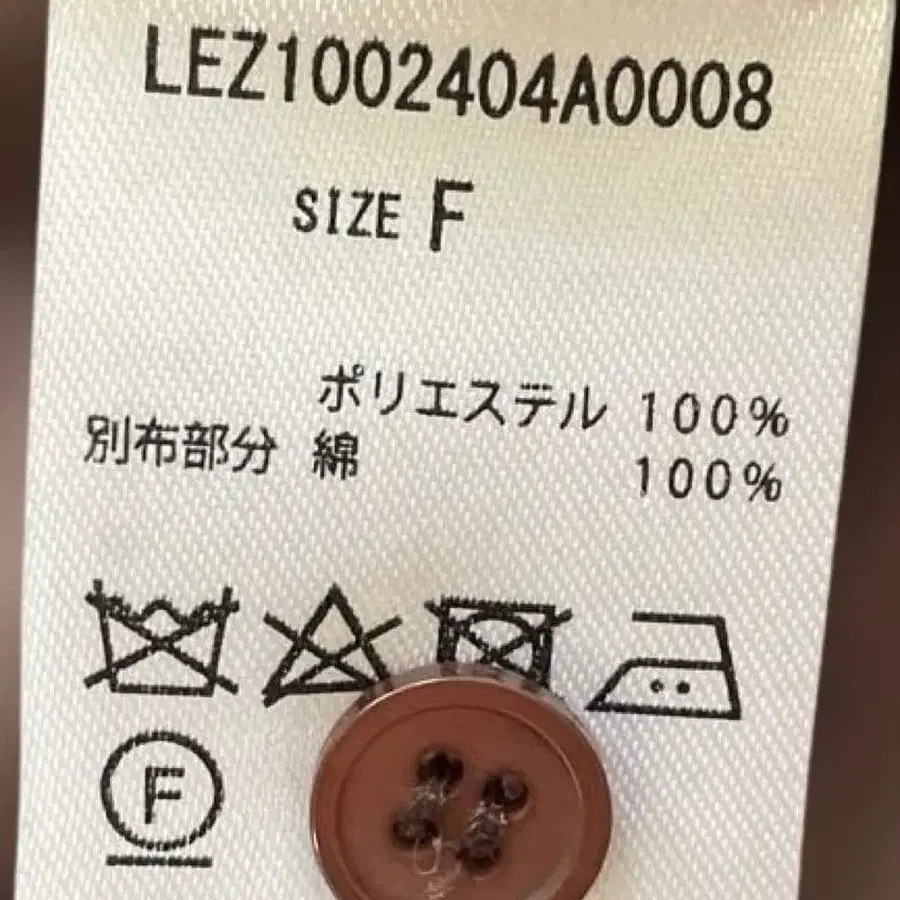 LEZ1002404A0008
SIZE F
ポリエステル 100%
別布部分 綿 100%
F